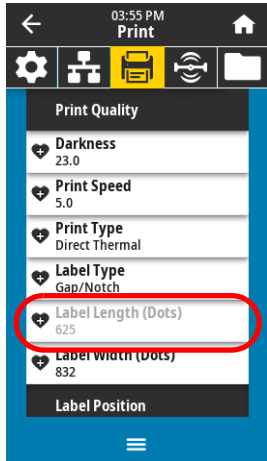 03:55 PM
Print
Print Quality
Darkness
23.0
Print Speed
5.0
Print Type
Direct Thermal
Label Type
Gap/Notch
Label Length (Dots)
625
Label Width (Dots)
832
Label Position